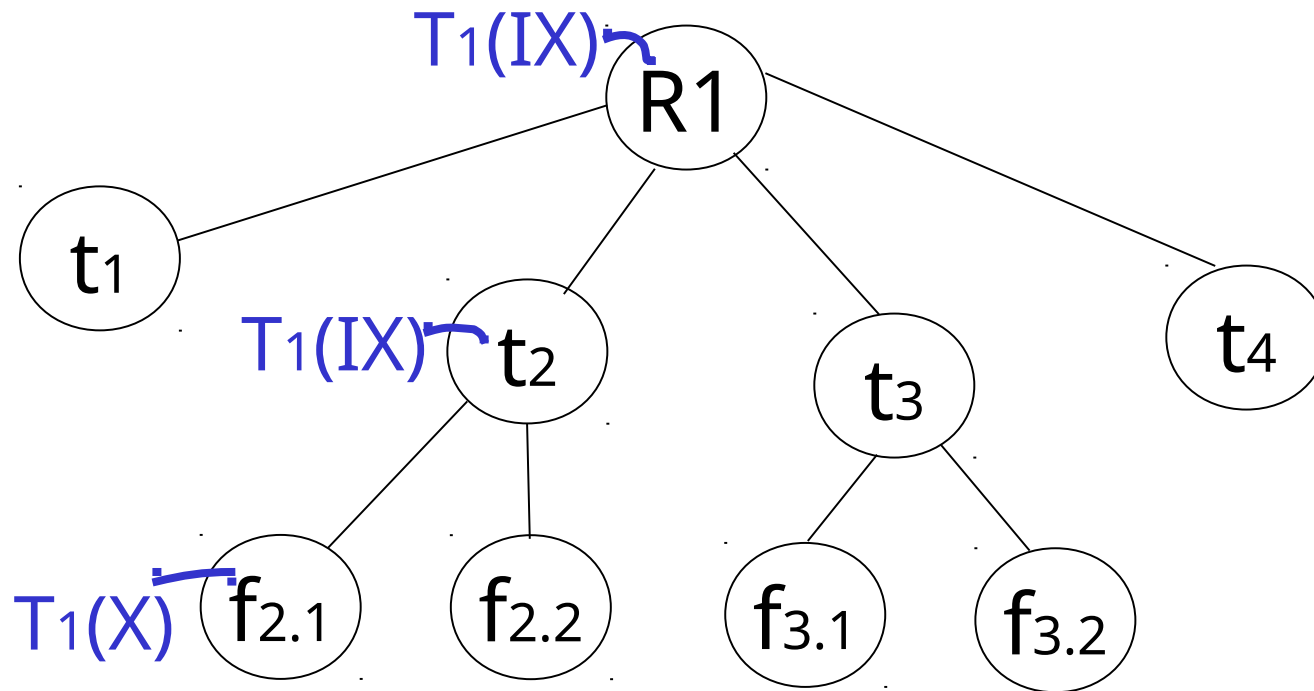 T1(IX)
R1
t1
T1(IX)
t2
t3
t4
T1(X)
f2.1
f2.2
f3.1
f3.2